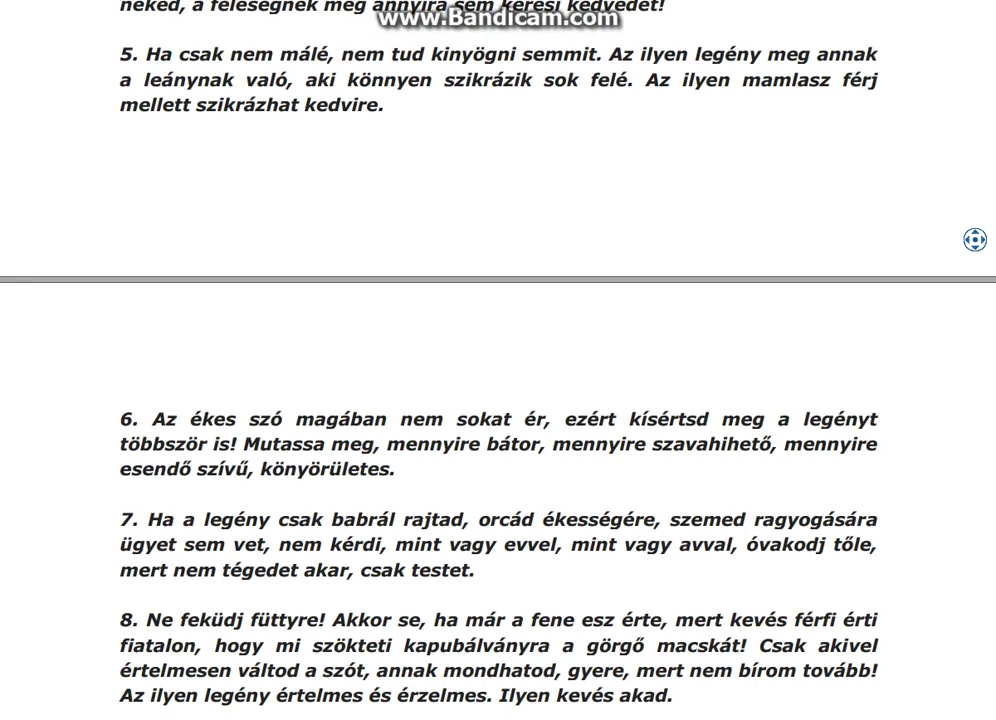 neked, a feleségnek meg annyira sem keresi kedvedet!
www.Bandicam.com
5. Ha csak nem málé, nem tud kinyögni semmit. Az ilyen legény meg annak
a leánynak való, aki könnyen szikrázik sok felé. Az ilyen mamlasz férj
mellett szikrázhat kedvire.
6. Az ékes szó magában nem sokat ér, ezért kísértsd meg a legényt
többször is! Mutassa meg, mennyire bátor, mennyire szavahihető, mennyire
esendő szívű, könyörületes.
7. Ha a legény csak babrál rajtad, orcád ékességére, szemed ragyogására
ügyet sem vet, nem kérdi, mint vagy evvel, mint vagy avval, óvakodj tőle,
mert nem tégedet akar, csak testet.
8. Ne feküdj füttyre! Akkor se, ha már a fene esz érte, mert kevés férfi érti
fiatalon, hogy mi szökteti kapubálványra a görgő macskát! Csak akivel
értelmesen váltod a szót, annak mondhatod, gyere, mert nem bírom tovább!
Az ilyen legény értelmes és érzelmes. Ilyen kevés akad.